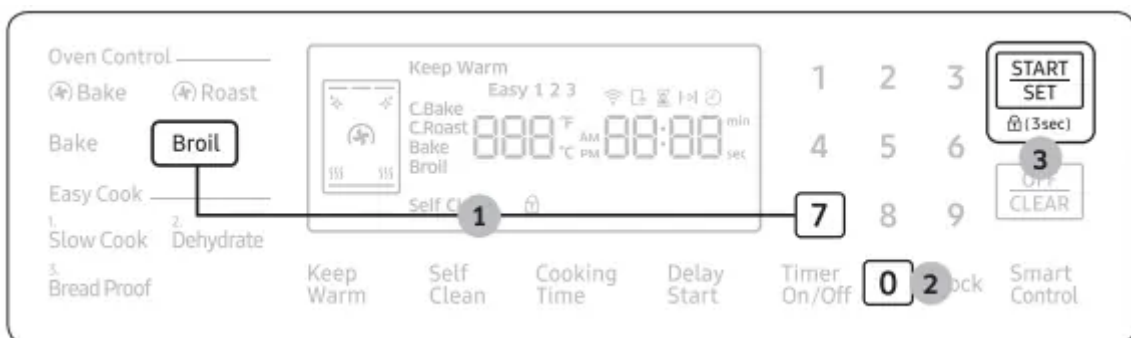 Oven Control
Bake Roast
Bake Broil
Easy Cook
1. Slow Cook 2. Dehydrate
3. Bread Proof
Keep Warm
Easy 1 2 3
C.Bake
C.Roast
Bake
Broil
888 °F °C AM PM 88:88 min sec
Self
1
Keep Warm
Self Clean
Cooking Time
Delay Start
Timer On/Off
1 2 3
4 5 6
7 8 9
0 2
START
SET
(3sec)
3
CLEAR
Smart Control